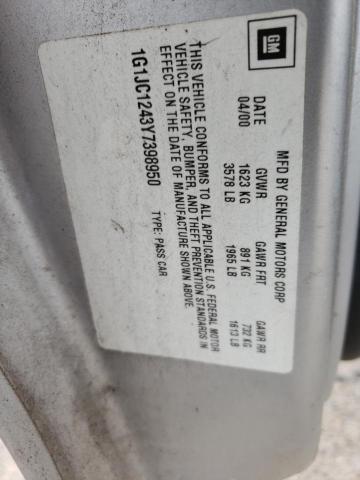 GM
MFD BY GENERAL MOTORS CORP
DATE GVWR GAWR FRT GAWR RR
04/00 1623 KG 891 KG 732 KG
3578 LB 1965 LB 1613 LB
THIS VEHICLE CONFORMS TO ALL APPLICABLE U.S. FEDERAL MOTOR
VEHICLE SAFETY, BUMPER, AND THEFT PREVENTION STANDARDS IN
EFFECT ON THE DATE OF MANUFACTURE SHOWN ABOVE.
1G1JC1243Y7398950 TYPE: PASS CAR